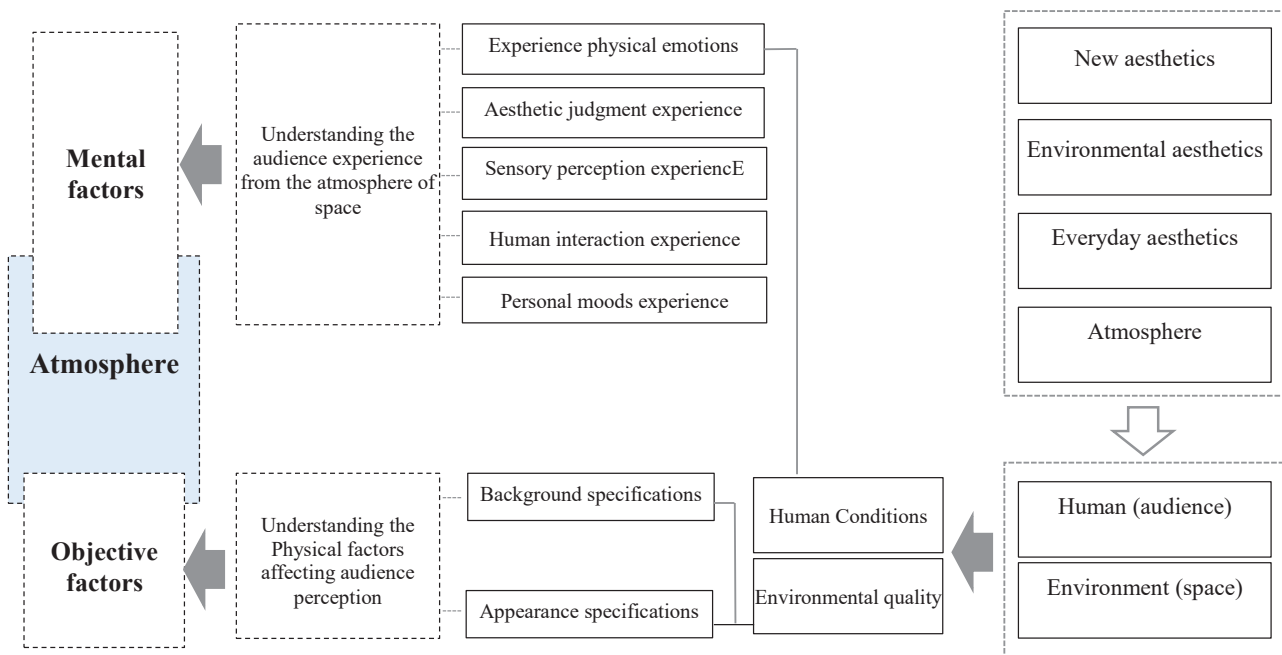 Mental
factors
Atmosphere
Objective
factors
Understanding the
audience experience
from the atmosphere of
space
Understanding the
Physical factors
affecting audience
perception
Experience physical emotions
Aesthetic judgment experience
Sensory perception experiencE
Human interaction experience
Personal moods experience
Background specifications
Appearance specifications
Human Conditions
Environmental quality
New aesthetics
Environmental aesthetics
Everyday aesthetics
Atmosphere
Human (audience)
Environment (space)